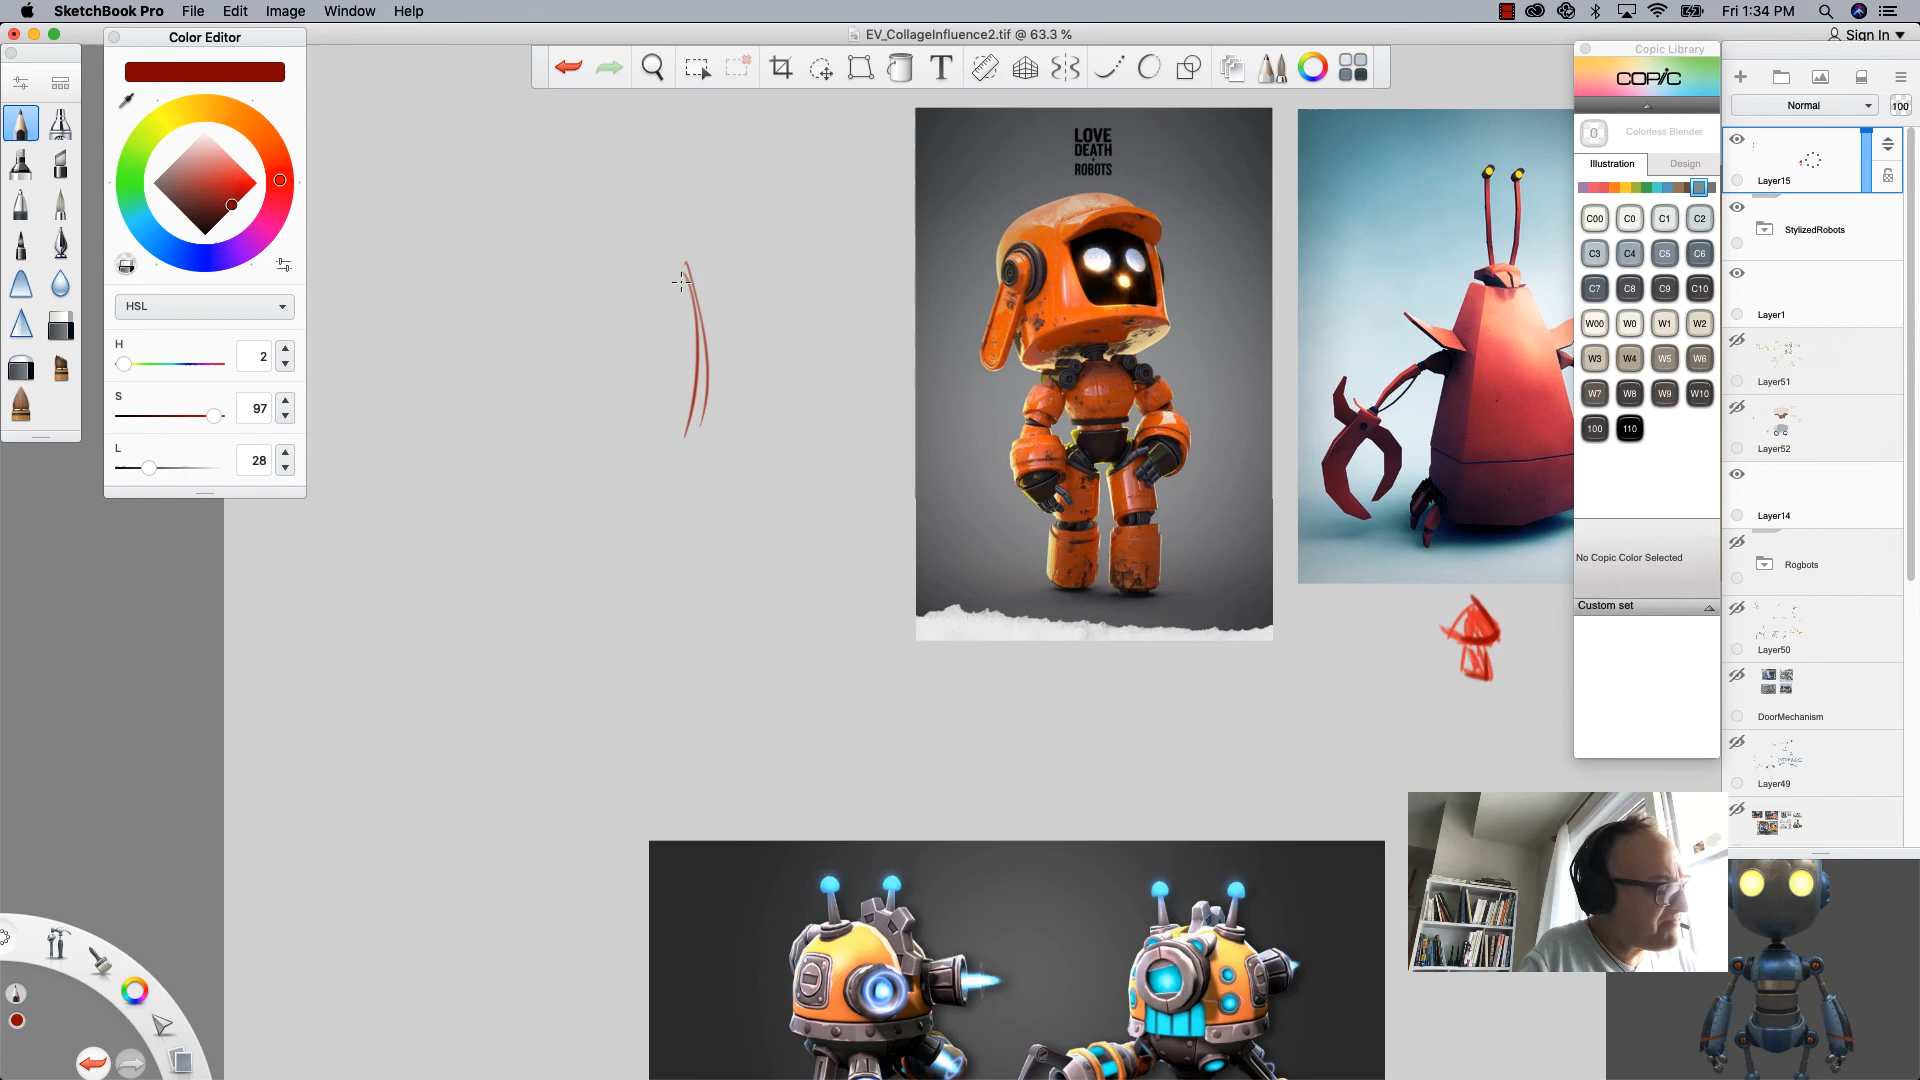 SketchBook Pro File Edit Image Window Help
Fri 1:34 PM
EV_CollageInfluence2.tif @ 63.3 %
Sign In
Color Editor
HSL
H
2
S
97
L
28
T
LOVE
DEATH
+
ROBOTS
Copic Library
COPIC
0 Colorless Blender
Illustration Design
C00 C0 C1 C2
C3 C4 C5 C6
C7 C8 C9 C10
W00 W0 W1 W2
W3 W4 W5 W6
W7 W8 W9 W10
100 110
No Copic Color Selected
Custom set
Normal 100
Layer15
StylizedRobots
Layer1
Layer51
Layer52
Layer14
Rogbots
Layer50
DoorMechanism
Layer49